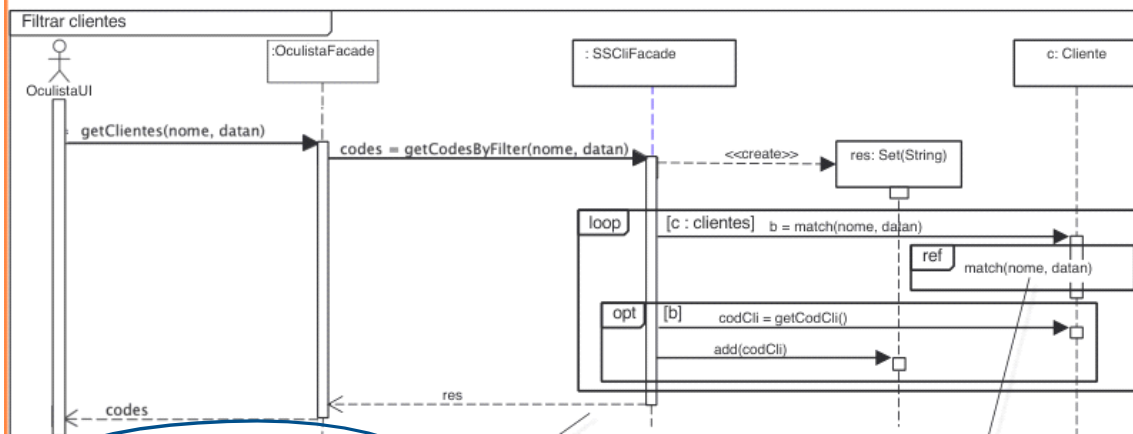 Filtrar clientes
OculistaUI
:OculistaFacade
: SSCliFacade
c: Cliente
getClientes(nome, datan)
codes = getCodesByFilter(nome, datan)
<<create>>
res: Set(String)
loop
[c : clientes]
b = match(nome, datan)
ref
match(nome, datan)
opt
[b]
codCli = getCodCli()
add(codCli)
res
codes